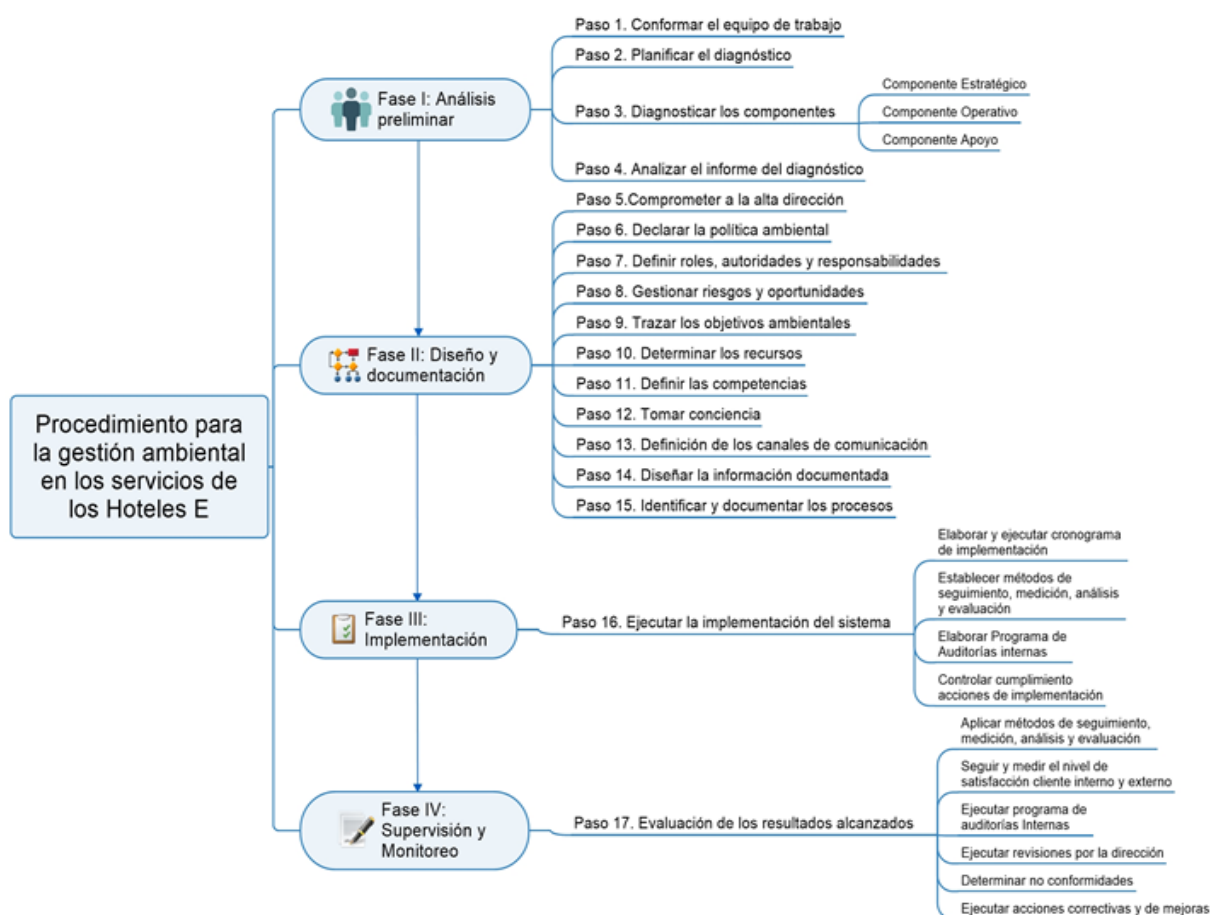 Procedimiento para
la gestión ambiental
en los servicios de
los Hoteles E
Fase I: Análisis
preliminar
Paso 1. Conformar el equipo de trabajo
Paso 2. Planificar el diagnóstico
Paso 3. Diagnosticar los componentes
Componente Estratégico
Componente Operativo
Componente Apoyo
Paso 4. Analizar el informe del diagnóstico
Fase II: Diseño y
documentación
Paso 5.Comprometer a la alta dirección
Paso 6. Declarar la política ambiental
Paso 7. Definir roles, autoridades y responsabilidades
Paso 8. Gestionar riesgos y oportunidades
Paso 9. Trazar los objetivos ambientales
Paso 10. Determinar los recursos
Paso 11. Definir las competencias
Paso 12. Tomar conciencia
Paso 13. Definición de los canales de comunicación
Paso 14. Diseñar la información documentada
Paso 15. Identificar y documentar los procesos
Fase III:
Implementación
Paso 16. Ejecutar la implementación del sistema
Elaborar y ejecutar cronograma
de implementación
Establecer métodos de
seguimiento, medición, análisis
y evaluación
Elaborar Programa de
Auditorías internas
Controlar cumplimiento
acciones de implementación
Fase IV:
Supervisión y
Monitoreo
Paso 17. Evaluación de los resultados alcanzados
Aplicar métodos de seguimiento,
medición, análisis y evaluación
Seguir y medir el nivel de
satisfacción cliente interno y externo
Ejecutar programa de
auditorías Internas
Ejecutar revisiones por la dirección
Determinar no conformidades
Ejecutar acciones correctivas y de mejoras